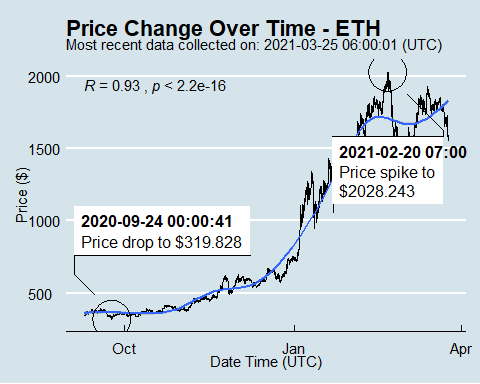 Price Change Over Time - ETH
Most recent data collected on: 2021-03-25 06:00:01 (UTC)
R = 0.93 , p < 2.2e-16
2000
1500
1000
500
Price ($)
2021-02-20 07:00
Price spike to
$2028.243
2020-09-24 00:00:41
Price drop to $319.828
Oct
Jan
Apr
Date Time (UTC)